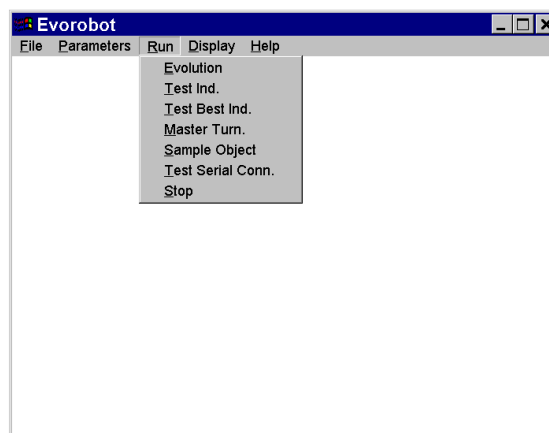 Evorobot
File Parameters Run Display Help
Evolution
Test Ind.
Test Best Ind.
Master Turn.
Sample Object
Test Serial Conn.
Stop